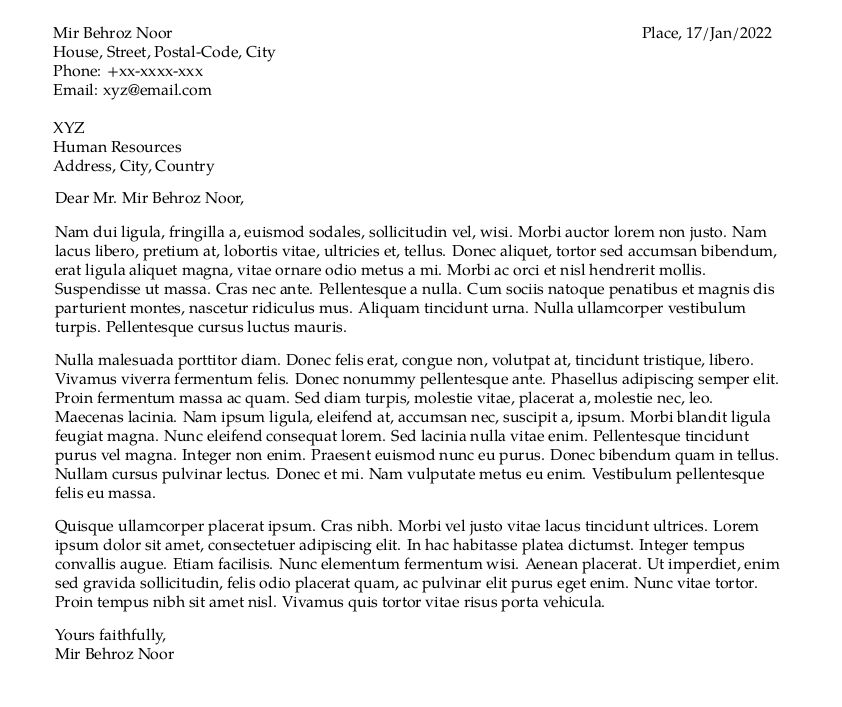 Mir Behroz Noor
Place, 17/Jan/2022
House, Street, Postal-Code, City
Phone: +xx-xxxx-xxx
Email: xyz@email.com
XYZ
Human Resources
Address, City, Country
Dear Mr. Mir Behroz Noor,
Nam dui ligula, fringilla a, euismod sodales, sollicitudin vel, wisi. Morbi auctor lorem non justo. Nam
lacus libero, pretium at, lobortis vitae, ultricies et, tellus. Donec aliquet, tortor sed accumsan bibendum,
erat ligula aliquet magna, vitae ornare odio metus a mi. Morbi ac orci et nisl hendrerit mollis.
Suspendisse ut massa. Cras nec ante. Pellentesque a nulla. Cum sociis natoque penatibus et magnis dis
parturient montes, nascetur ridiculus mus. Aliquam tincidunt urna. Nulla ullamcorper vestibulum
turpis. Pellentesque cursus luctus mauris.
Nulla malesuada porttitor diam. Donec felis erat, congue non, volutpat at, tincidunt tristique, libero.
Vivamus viverra fermentum felis. Donec nonummy pellentesque ante. Phasellus adipiscing semper elit.
Proin fermentum massa ac quam. Sed diam turpis, molestie vitae, placerat a, molestie nec, leo.
Maecenas lacinia. Nam ipsum ligula, eleifend at, accumsan nec, suscipit a, ipsum. Morbi blandit ligula
feugiat magna. Nunc eleifend consequat lorem. Sed lacinia nulla vitae enim. Pellentesque tincidunt
purus vel magna. Integer non enim. Praesent euismod nunc eu purus. Donec bibendum quam in tellus.
Nullam cursus pulvinar lectus. Donec et mi. Nam vulputate metus eu enim. Vestibulum pellentesque
felis eu massa.
Quisque ullamcorper placerat ipsum. Cras nibh. Morbi vel justo vitae lacus tincidunt ultrices. Lorem
ipsum dolor sit amet, consectetuer adipiscing elit. In hac habitasse platea dictumst. Integer tempus
convallis augue. Etiam facilisis. Nunc elementum fermentum wisi. Aenean placerat. Ut imperdiet, enim
sed gravida sollicitudin, felis odio placerat quam, ac pulvinar elit purus eget enim. Nunc vitae tortor.
Proin tempus nibh sit amet nisl. Vivamus quis tortor vitae risus porta vehicula.
Yours faithfully,
Mir Behroz Noor